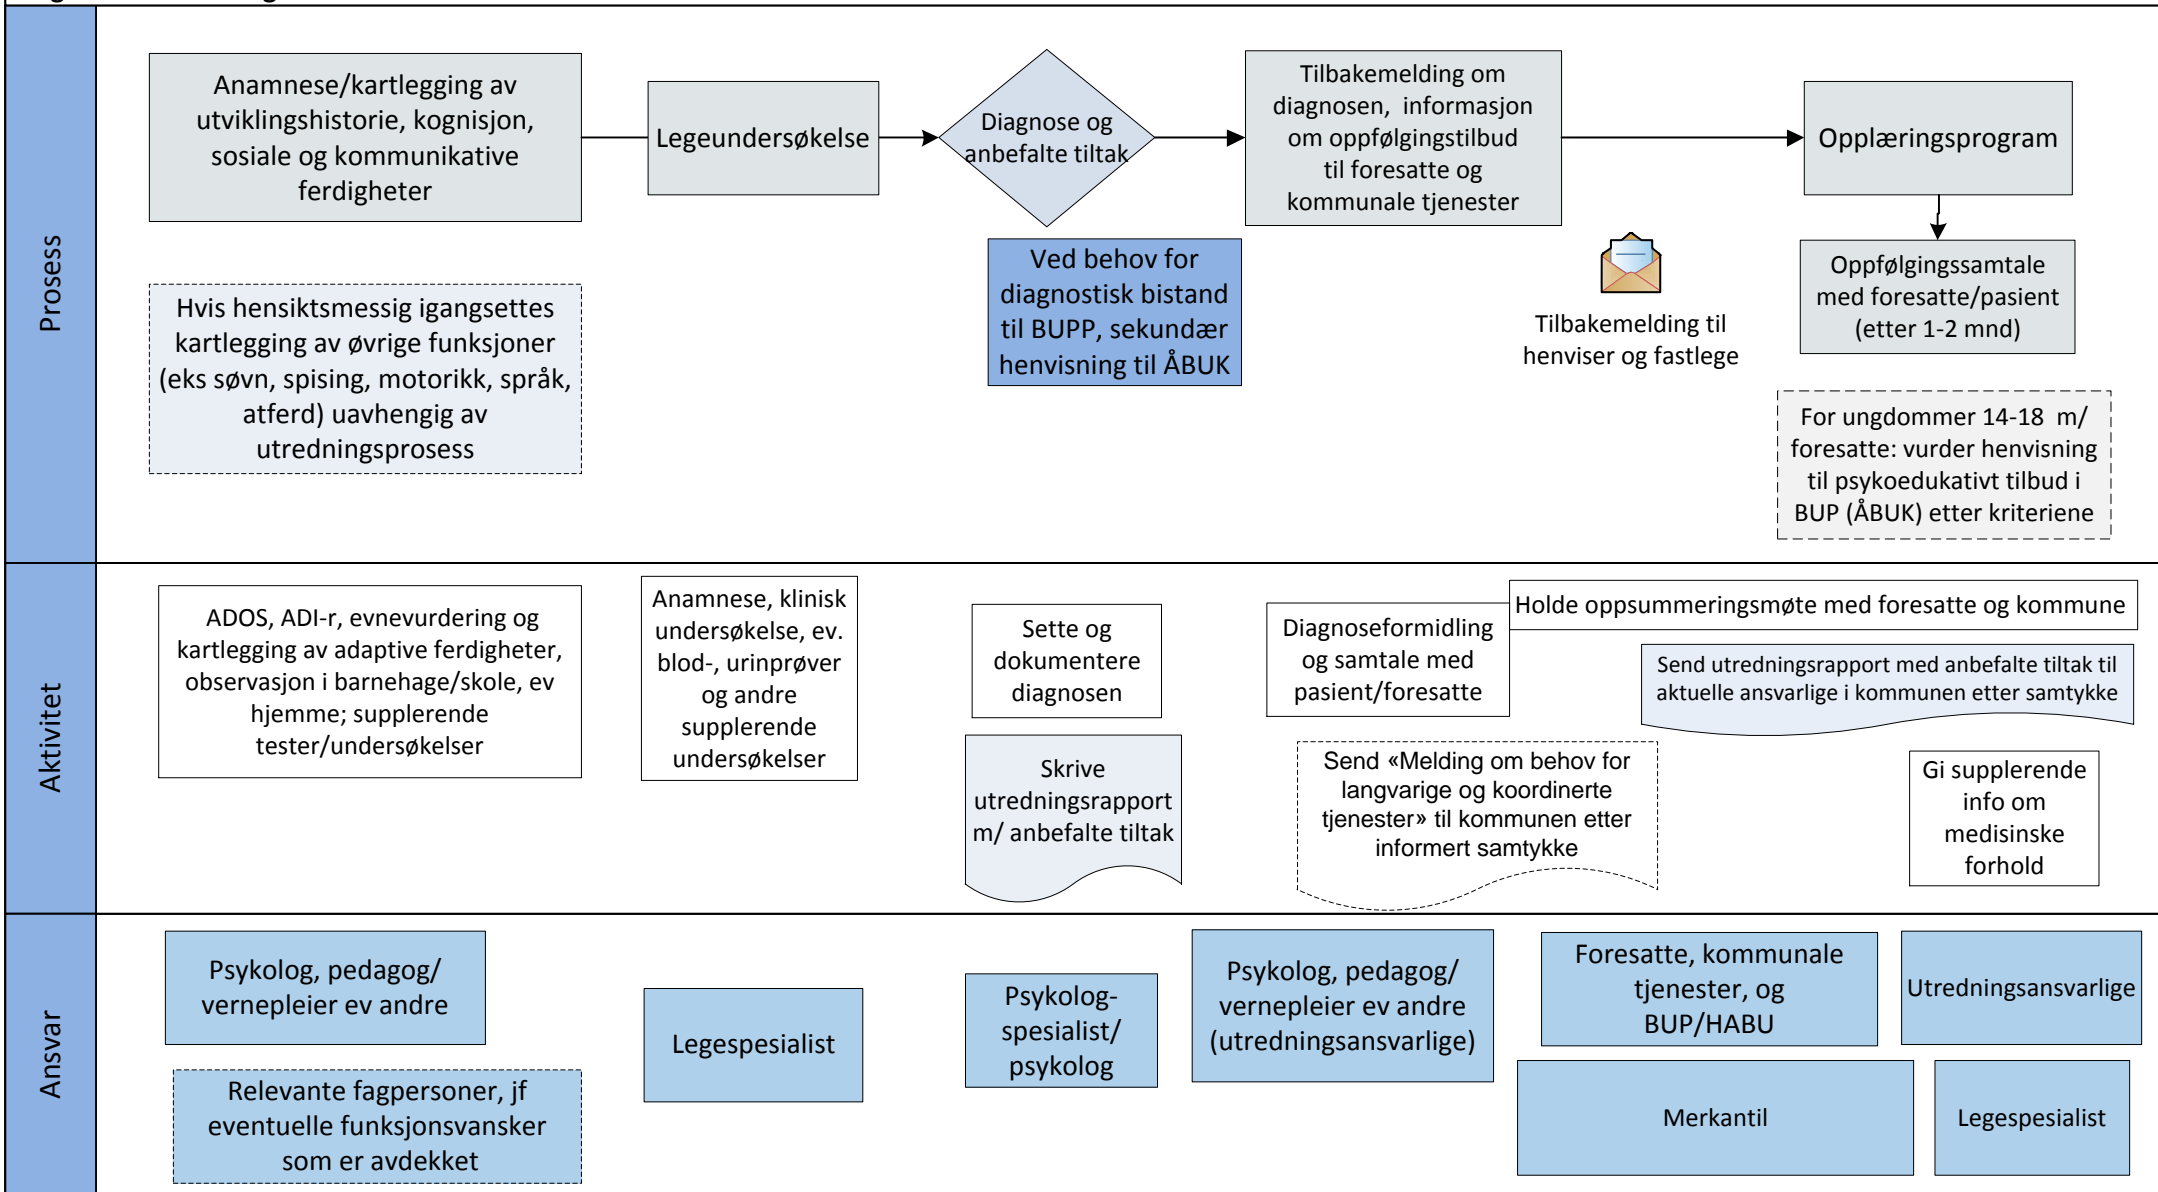 Prosess
Anamnese/kartlegging av
utviklingshistorie, kognisjon,
sosiale og kommunikative
ferdigheter
Legeundersøkelse
Diagnose og
anbefalte tiltak
Tilbakemelding om
diagnosen,  informasjon
om oppfølgingstilbud
til foresatte og
kommunale tjenester
Opplæringsprogram
Hvis hensiktsmessig igangsettes
kartlegging av øvrige funksjoner
(eks søvn, spising, motorikk, språk,
atferd) uavhengig av
utredningsprosess
Ved behov for
diagnostisk bistand
til BUPP, sekundær
henvisning til ÅBUK
Tilbakemelding til
henviser og fastlege
Oppfølgingssamtale
med foresatte/pasient
(etter 1-2 mnd)
For ungdommer 14-18  m/
foresatte: vurder henvisning
til psykoedukativt tilbud i
BUP (ÅBUK) etter kriteriene
Aktivitet
ADOS, ADI-r, evnevurdering og
kartlegging av adaptive ferdigheter,
observasjon i barnehage/skole, ev
hjemme; supplerende
tester/undersøkelser
Anamnese, klinisk
undersøkelse, ev.
blod-, urinprøver
og andre
supplerende
undersøkelser
Sette og
dokumentere
diagnosen
Skrive
utredningsrapport
m/ anbefalte tiltak
Diagnoseformidling
og samtale med
pasient/foresatte
Holde oppsummeringsmøte med foresatte og kommune
Send utredningsrapport med anbefalte tiltak til
aktuelle ansvarlige i kommunen etter samtykke
Send «Melding om behov for
langvarige og koordinerte
tjenester» til kommunen etter
informert samtykke
Gi supplerende
info om
medisinske
forhold
Ansvar
Psykolog, pedagog/
vernepleier ev andre
Relevante fagpersoner, jf
eventuelle funksjonsvansker
som er avdekket
Legespesialist
Psykolog-
spesialist/
psykolog
Psykolog, pedagog/
vernepleier ev andre
(utredningsansvarlige)
Foresatte, kommunale
tjenester, og
BUP/HABU
Utredningsansvarlige
Merkantil
Legespesialist